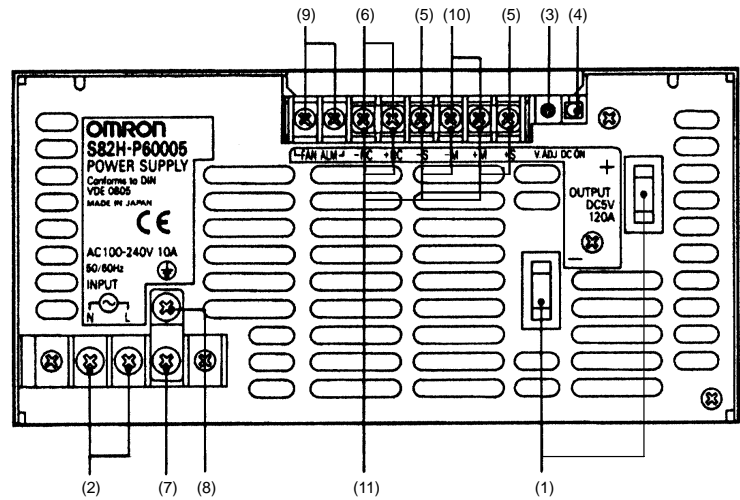 (9) (6) (5) (10) (5) (3) (4)
OMRON
S82H-P60005
POWER SUPPLY
Conforms to DIN
VDE 0805
MADE IN JAPAN
CE
AC100-240V 10A
50/60Hz
INPUT
N L
FAN ALM -RC +RC -S -M +M +S V.ADJ DC ON
+
OUTPUT
DC5V
120A
−
(2) (7) (8) (11) (1)